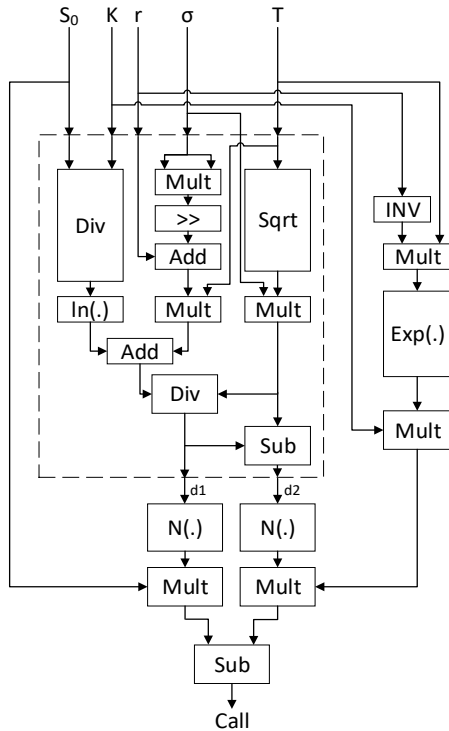 S₀ K r σ T
Mult
Div >> Sqrt INV
Add Mult
ln(.) Mult Mult Exp(.)
Add
Div Mult
Sub
d1 d2
N(.) N(.)
Mult Mult
Sub
Call